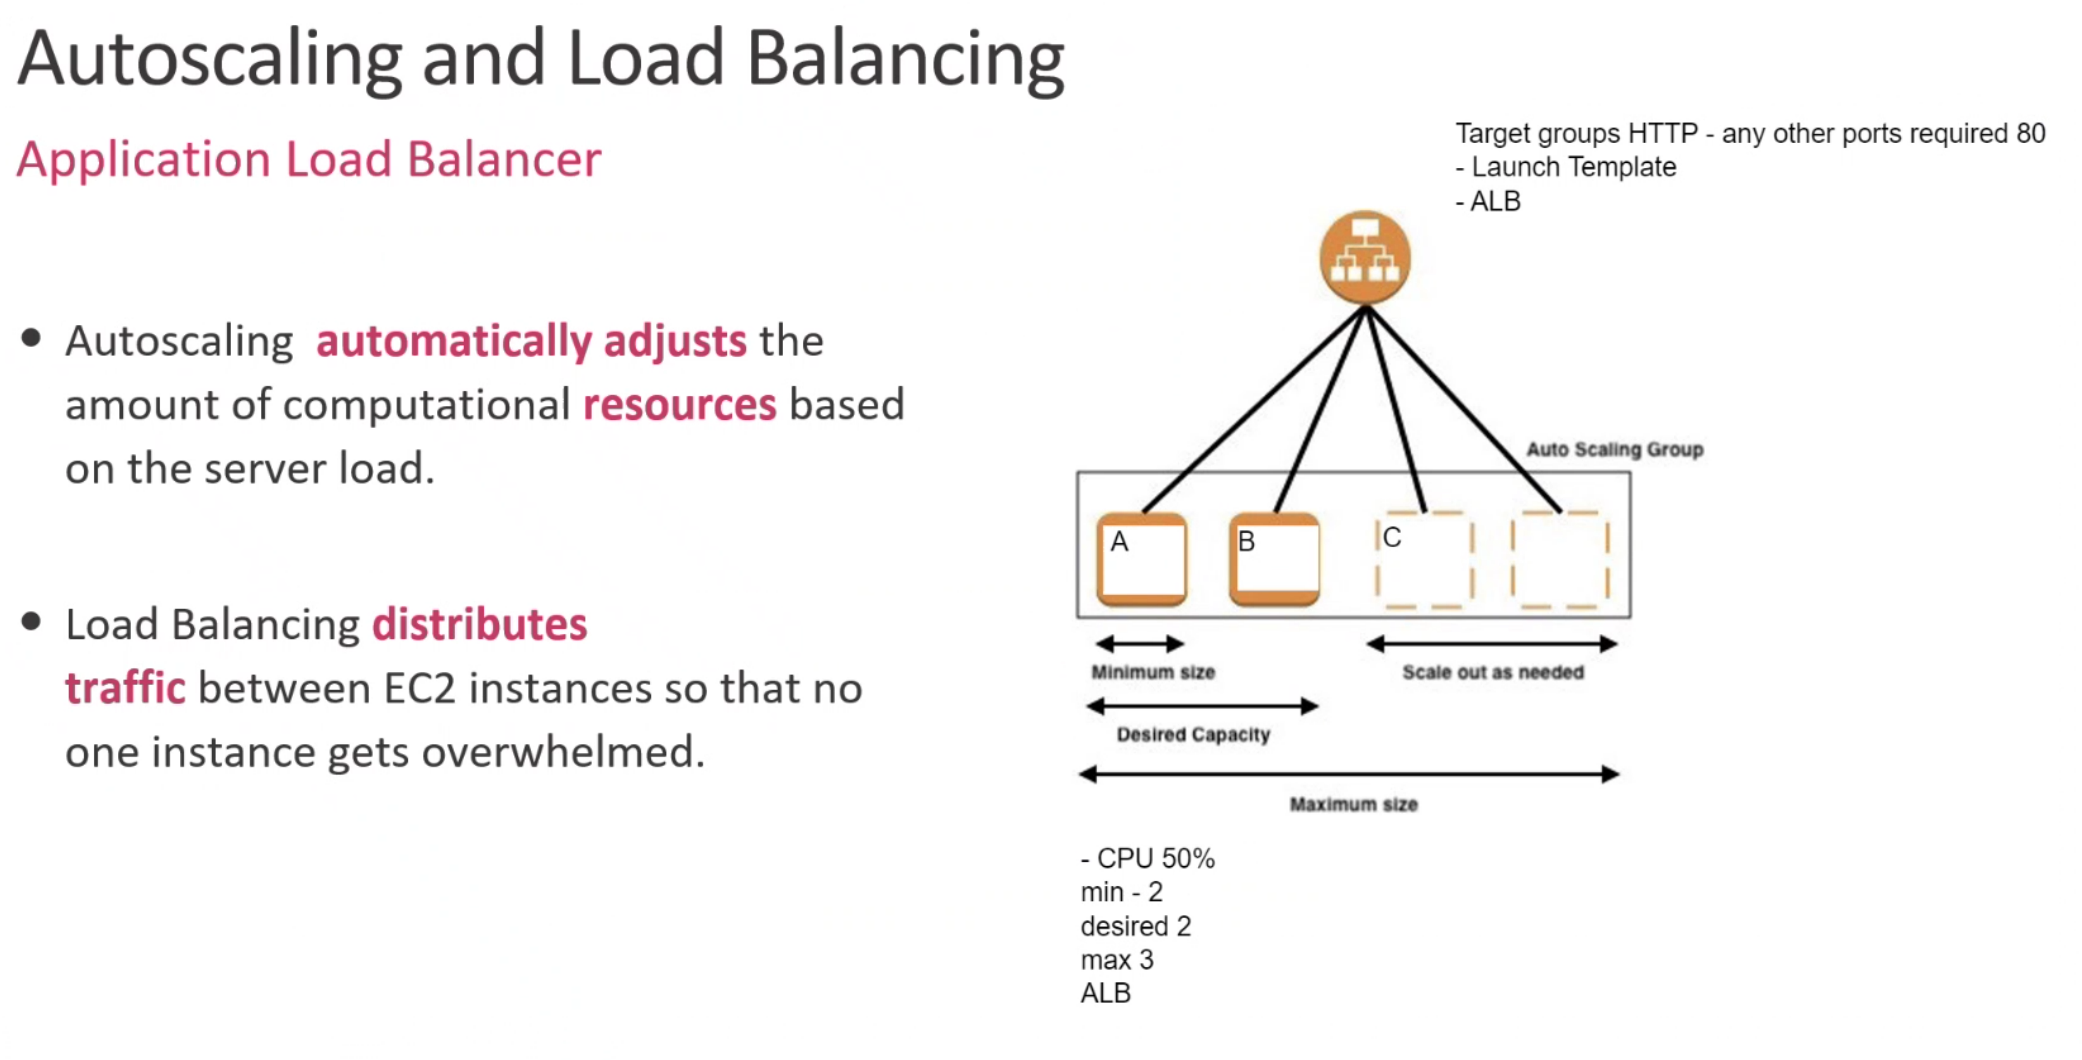 Autoscaling and Load Balancing
Application Load Balancer
• Autoscaling automatically adjusts the
amount of computational resources based
on the server load.
• Load Balancing distributes
traffic between EC2 instances so that no
one instance gets overwhelmed.
Target groups HTTP - any other ports required 80
- Launch Template
- ALB
Auto Scaling Group
A B C
Minimum size Scale out as needed
Desired Capacity
Maximum size
- CPU 50%
min - 2
desired 2
max 3
ALB